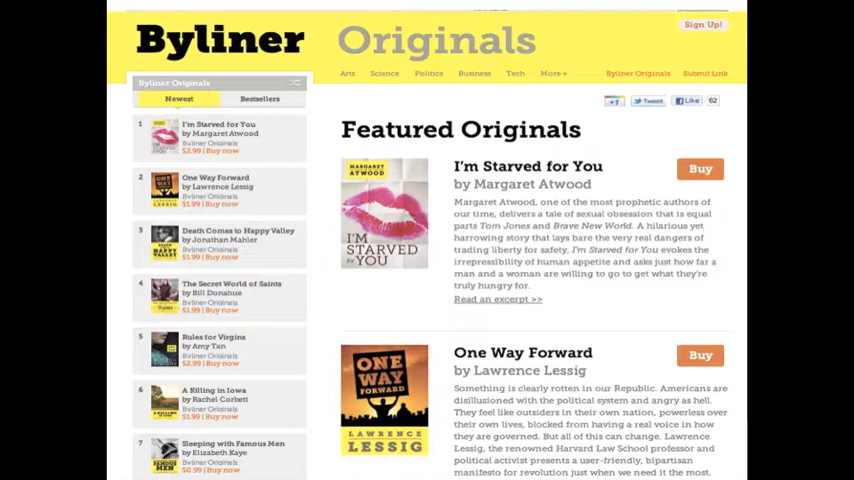 Byliner Originals
Sign Up!
Arts Science Politics Business Tech More » Byliner Originals Submit Link
Byliner Originals
Newest Bestsellers
1 I'm Starved for You
by Margaret Atwood
Byliner Originals
$2.99 | Buy now
2 One Way Forward
by Lawrence Lessig
Byliner Originals
$1.99 | Buy now
3 Death Comes to Happy Valley
by Jonathan Mahler
Byliner Originals
$1.99 | Buy now
4 The Secret World of Saints
by Bill Donahue
Byliner Originals
$1.99 | Buy now
5 Rules for Virgins
by Amy Tan
Byliner Originals
$2.99 | Buy now
6 A Killing in Iowa
by Rachel Corbett
Byliner Originals
$1.99 | Buy now
7 Sleeping with Famous Men
by Elizabeth Kaye
Byliner Originals
$0.99 | Buy now
+1 Tweet Like 62
Featured Originals
MARGARET
ATWOOD
I'M
STARVED
for YOU
I'm Starved for You
Buy
by Margaret Atwood
Margaret Atwood, one of the most prophetic authors of
our time, delivers a tale of sexual obsession that is equal
parts Tom Jones and Brave New World. A hilarious yet
harrowing story that lays bare the very real dangers of
trading liberty for safety, I'm Starved for You evokes the
irrepressibility of human appetite and asks just how far a
man and a woman are willing to go to get what they're
truly hungry for.
Read an excerpt >>
ONE
WAY
FORWARD
LAWRENCE
LESSIG
One Way Forward
Buy
by Lawrence Lessig
Something is clearly rotten in our Republic. Americans are
disillusioned with the political system and angry as hell.
They feel like outsiders in their own nation, powerless over
their own lives, blocked from having a real voice in how
they are governed. But all of this can change. Lawrence
Lessig, the renowned Harvard Law School professor and
political activist presents a user-friendly, bipartisan
manifesto for revolution just when we need it the most.